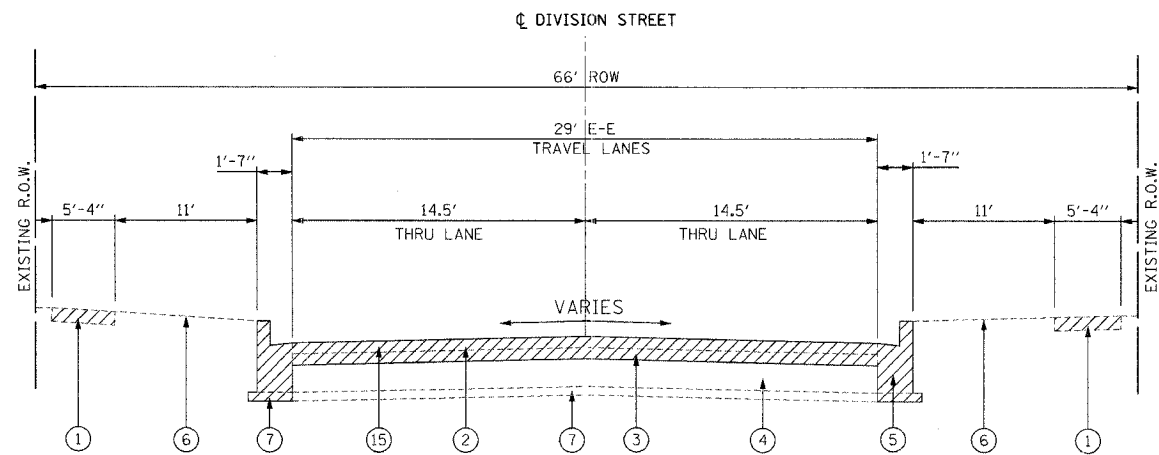 ℄ DIVISION STREET
66' ROW
29' E-E
TRAVEL LANES
1'-7"
1'-7"
EXISTING R.O.W.
5'-4"
11'
14.5'
THRU LANE
14.5'
THRU LANE
11'
5'-4"
EXISTING R.O.W.
VARIES
1
6
7
15
2
7
3
4
5
6
1